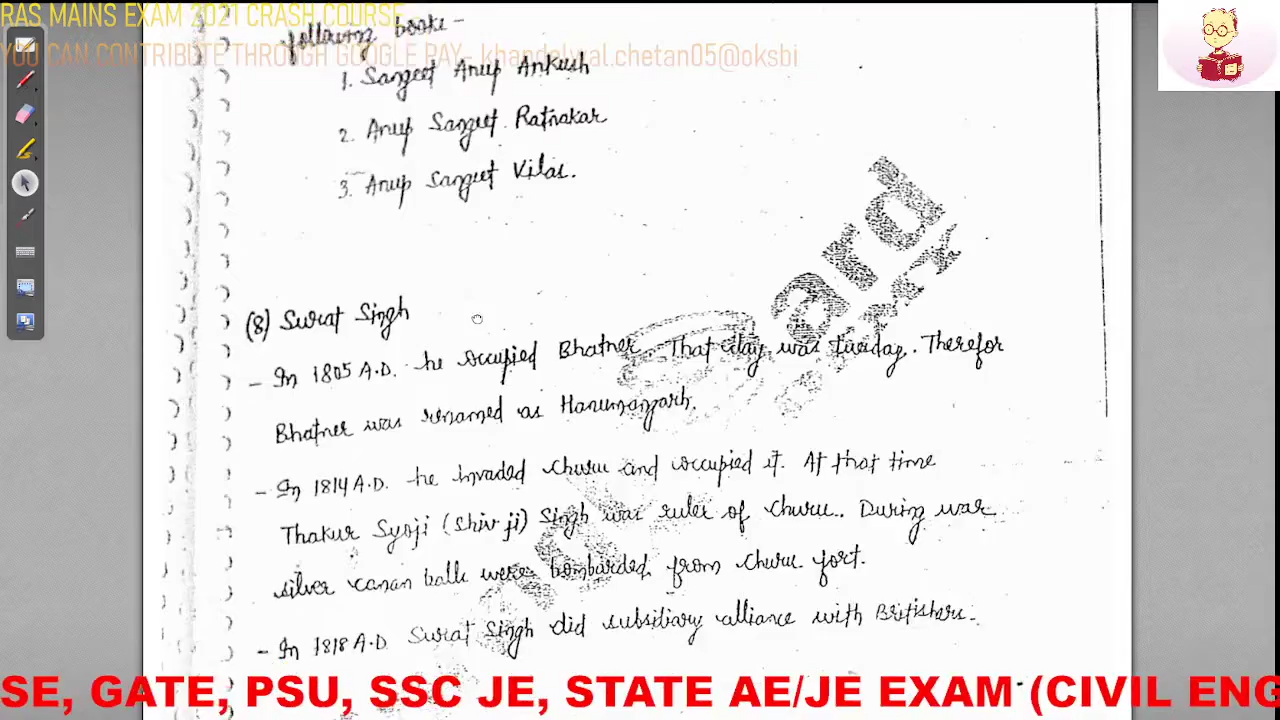 RAS MAINS EXAM 2021 CRASH COURSE
following books -
YOU CAN CONTRIBUTE THROUGH GOOGLE PAY- khandelwal.chetan05@oksbi
1. Sangeet Anup Ankush
2. Anup Sangeet Ratnakar
3. Anup Sangeet Vilas.
(8) Surat Singh
- In 1805 A.D. he occupied Bhatner. That day was tuesday. Therefor
Bhatner was renamed as Hanumangarh.
- In 1814 A.D. he invaded churu and occupied it. At that time
Thakur Syoji (Shiv ji) Singh was ruler of churu. During war
silver canan balls were bombarded from churu fort.
- In 1818 A.D. Surat Singh did subsidiary alliance with Britishers.
SE, GATE, PSU, SSC JE, STATE AE/JE EXAM (CIVIL ENG